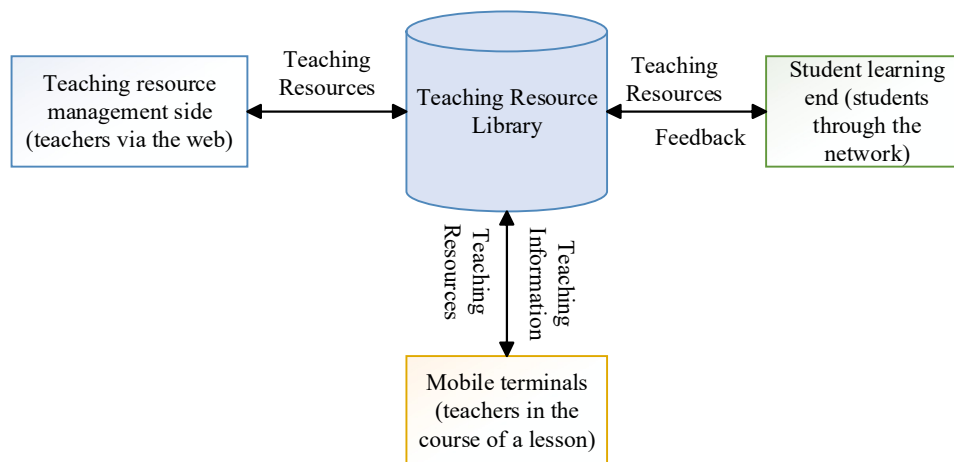 Teaching resource
management side
(teachers via the web)
Teaching
Resources
Teaching Resource
Library
Teaching
Resources
Feedback
Student learning
end (students
through the
network)
Teaching
Resources
Teaching
Information
Mobile terminals
(teachers in the
course of a lesson)